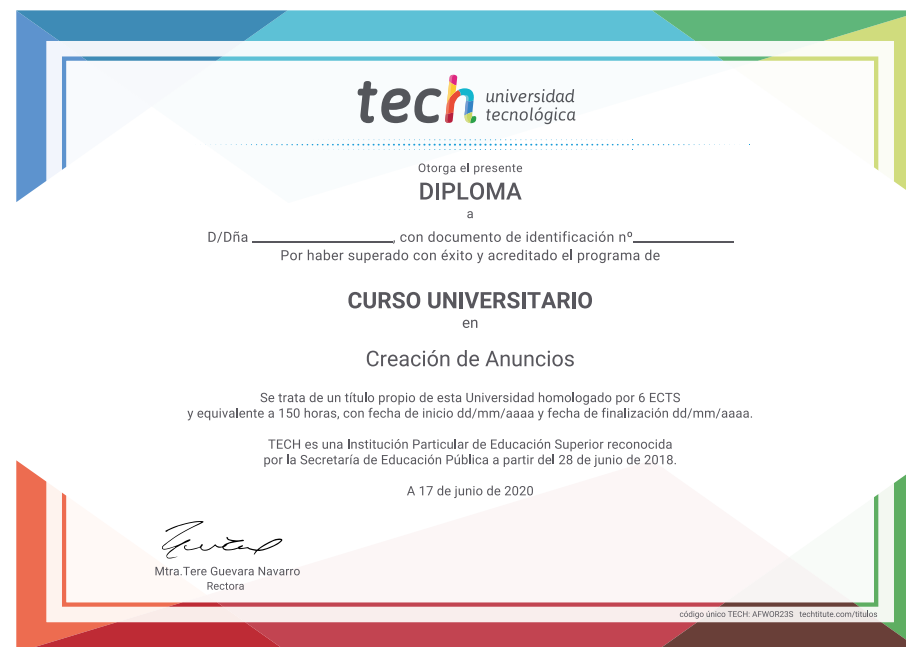 tech universidad
tecnológica
Otorga el presente
DIPLOMA
a
D/Dña ____________________, con documento de identificación nº______________
Por haber superado con éxito y acreditado el programa de
CURSO UNIVERSITARIO
en
Creación de Anuncios
Se trata de un título propio de esta Universidad homologado por 6 ECTS
y equivalente a 150 horas, con fecha de inicio dd/mm/aaaa y fecha de finalización dd/mm/aaaa.
TECH es una Institución Particular de Educación Superior reconocida
por la Secretaría de Educación Pública a partir del 28 de junio de 2018.
A 17 de junio de 2020
Mtra.Tere Guevara Navarro
Rectora
código único TECH: AFWOR23S techtitute.com/titulos